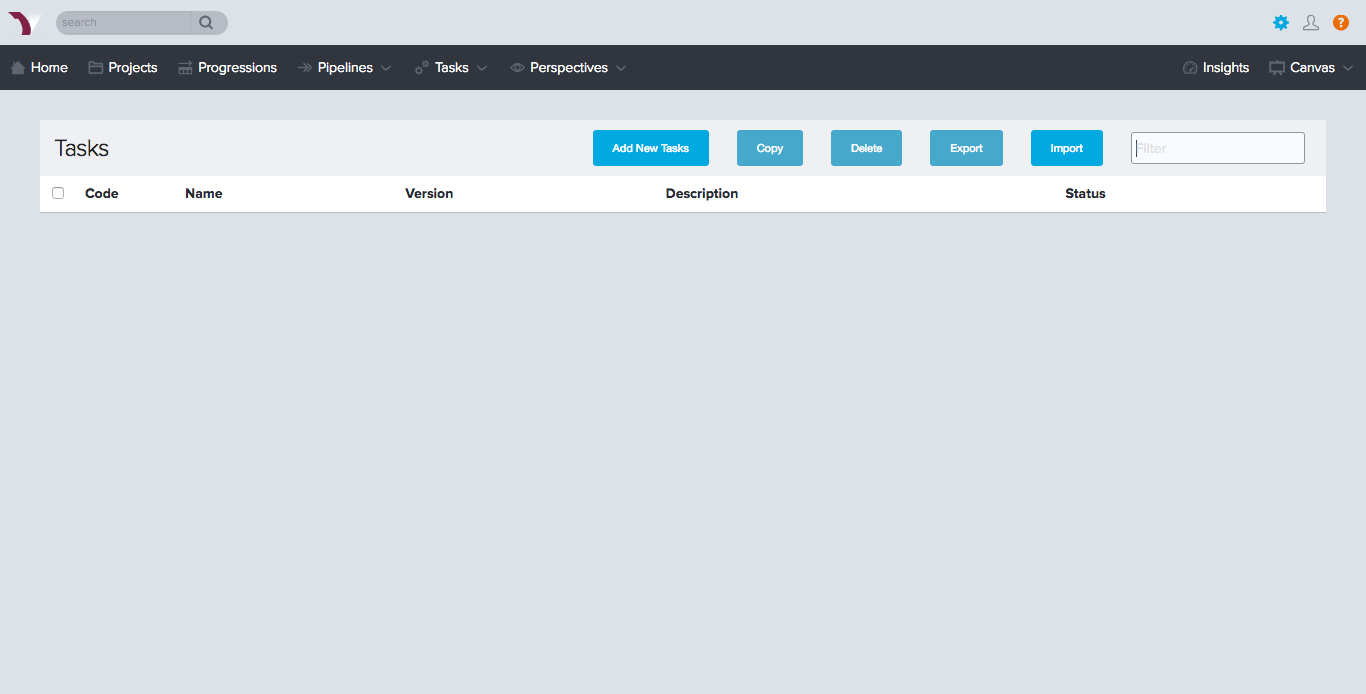 search
?
Home Projects Progressions Pipelines Tasks Perspectives Insights Canvas
Tasks Add New Tasks Copy Delete Export Import Filter
Code Name Version Description Status